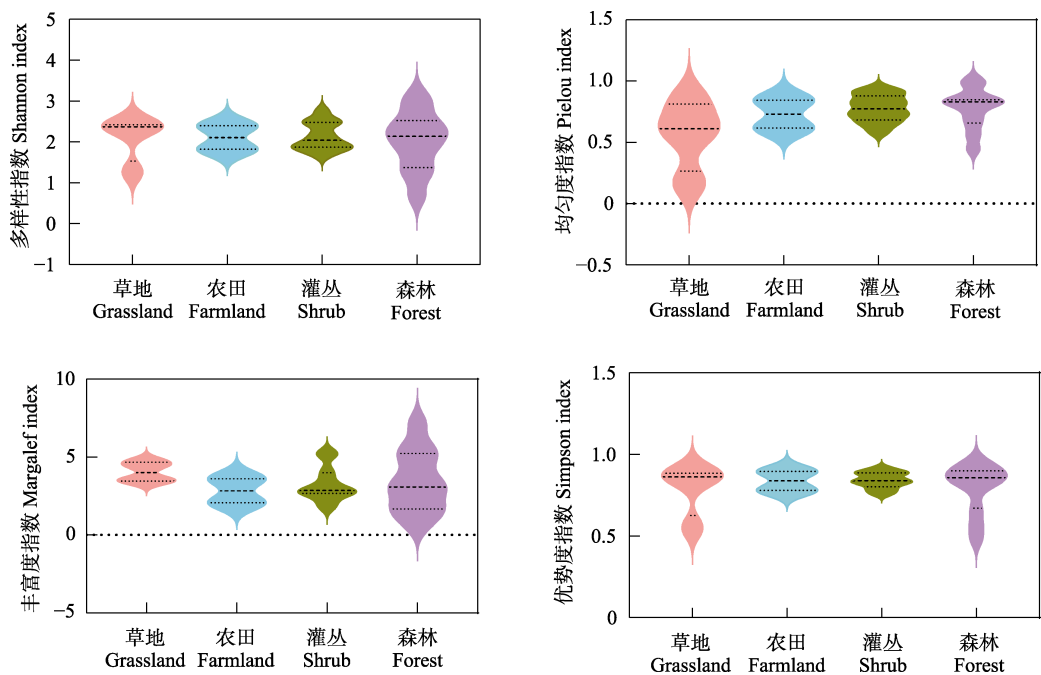 多样性指数 Shannon index
5
4
3
2
1
0
−1
草地 农田 灌丛 森林
Grassland Farmland Shrub Forest
均匀度指数 Pielou index
1.5
1.0
0.5
0
−0.5
草地 农田 灌丛 森林
Grassland Farmland Shrub Forest
丰富度指数 Margalef index
10
5
0
−5
草地 农田 灌丛 森林
Grassland Farmland Shrub Forest
优势度指数 Simpson index
1.5
1.0
0.5
0
草地 农田 灌丛 森林
Grassland Farmland Shrub Forest